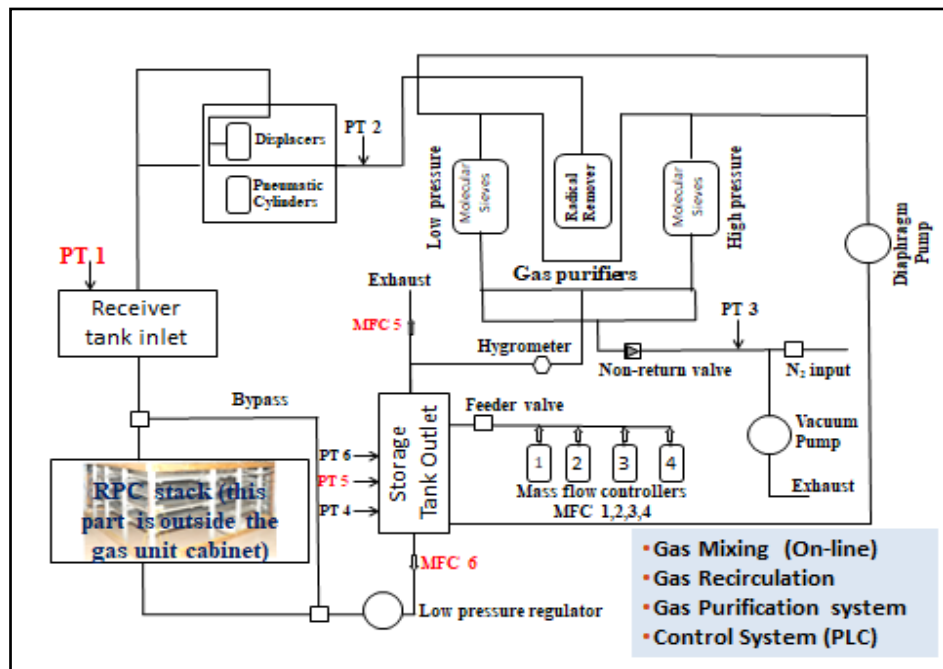 Displacers
PT 2
Pneumatic
Cylinders
Low pressure
Molecular
Sieves
Radical
Remover
Molecular
Sieves
High pressure
Diaphragm
Pump
PT 1
Receiver
tank inlet
Gas purifiers
Exhaust
MFC 5
PT 3
Hygrometer
Non-return valve
N₂ input
Bypass
Feeder valve
Vacuum
Pump
Storage
Tank Outlet
PT 6
PT 5
PT 4
1 2 3 4
Mass flow controllers
MFC 1,2,3,4
Exhaust
RPC stack (this
part is outside the
gas unit cabinet)
MFC 6
Low pressure regulator
•Gas Mixing (On-line)
•Gas Recirculation
•Gas Purification system
•Control System (PLC)